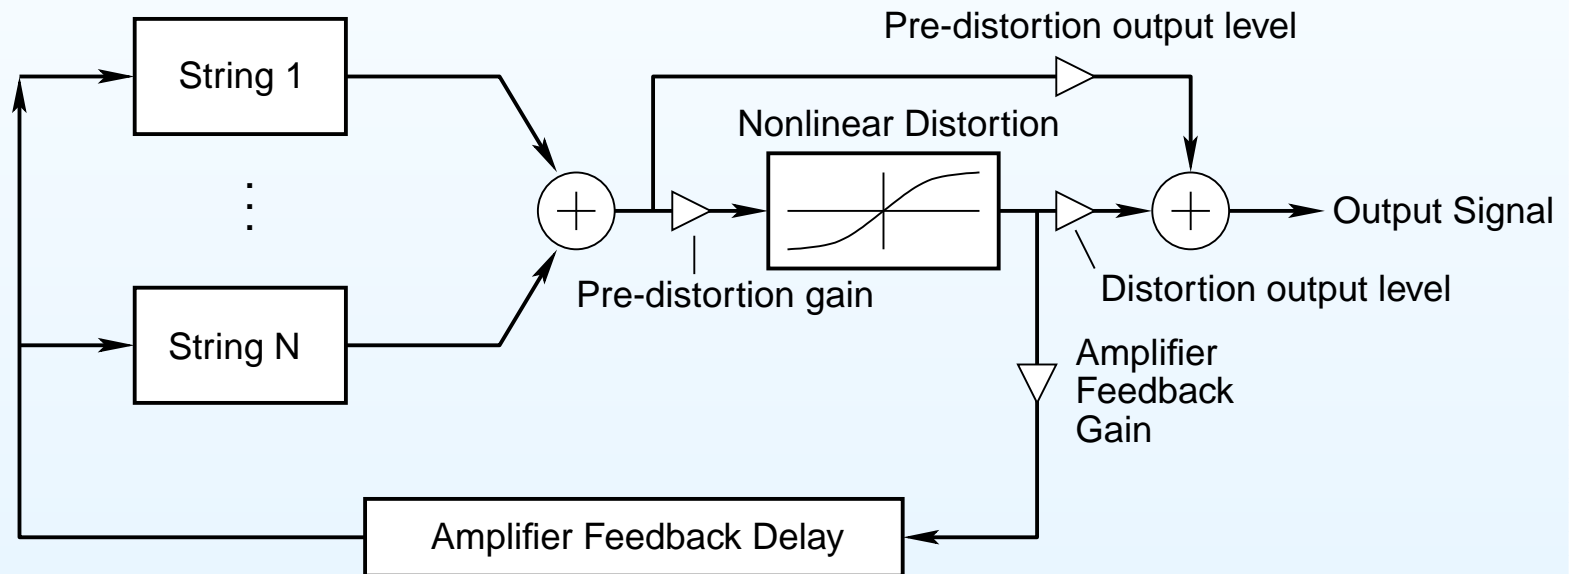 Pre-distortion output level
String 1
Nonlinear Distortion
Output Signal
Pre-distortion gain
Distortion output level
String N
Amplifier
Feedback
Gain
Amplifier Feedback Delay